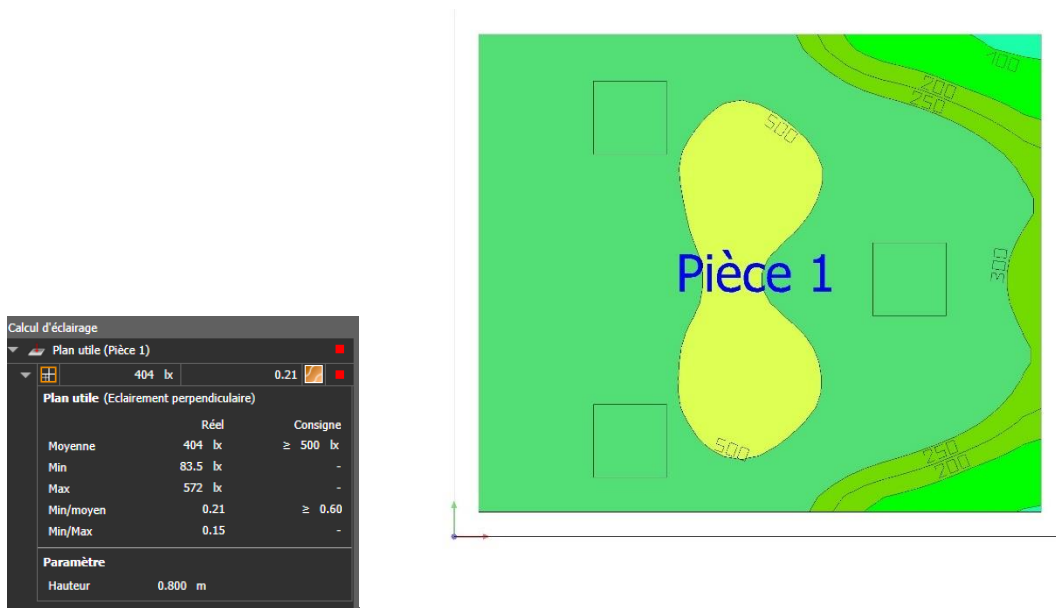 Calcul d'éclairage
Plan utile (Pièce 1)
404 lx 0.21
Plan utile (Eclairement perpendiculaire)
Réel Consigne
Moyenne 404 lx ≥ 500 lx
Min 83.5 lx -
Max 572 lx -
Min/moyen 0.21 ≥ 0.60
Min/Max 0.15 -
Paramètre
Hauteur 0.800 m
100
200
250
500
Pièce 1
300
500
250
200